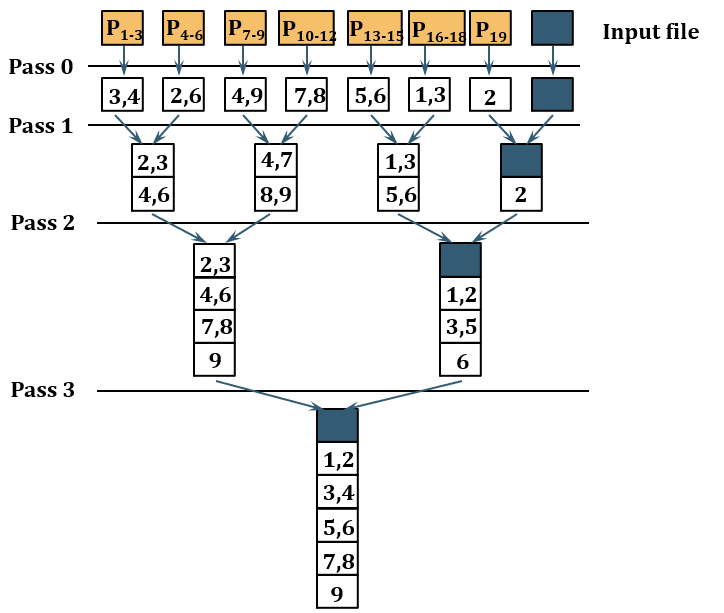 P1-3 P4-6 P7-9 P10-12 P13-15 P16-18 P19 Input file
Pass 0
3,4 2,6 4,9 7,8 5,6 1,3 2
Pass 1
2,3 4,7 1,3
4,6 8,9 5,6 2
Pass 2
2,3
4,6 1,2
7,8 3,5
9 6
Pass 3
1,2
3,4
5,6
7,8
9